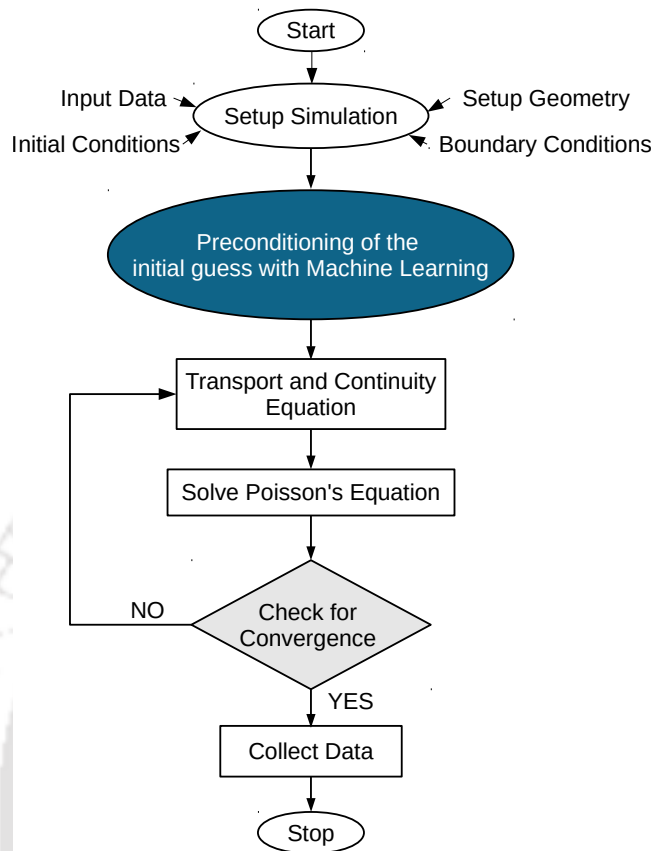 Start
Input Data
Setup Geometry
Setup Simulation
Initial Conditions
Boundary Conditions
Preconditioning of the
initial guess with Machine Learning
Transport and Continuity
Equation
Solve Poisson's Equation
NO
Check for
Convergence
YES
Collect Data
Stop